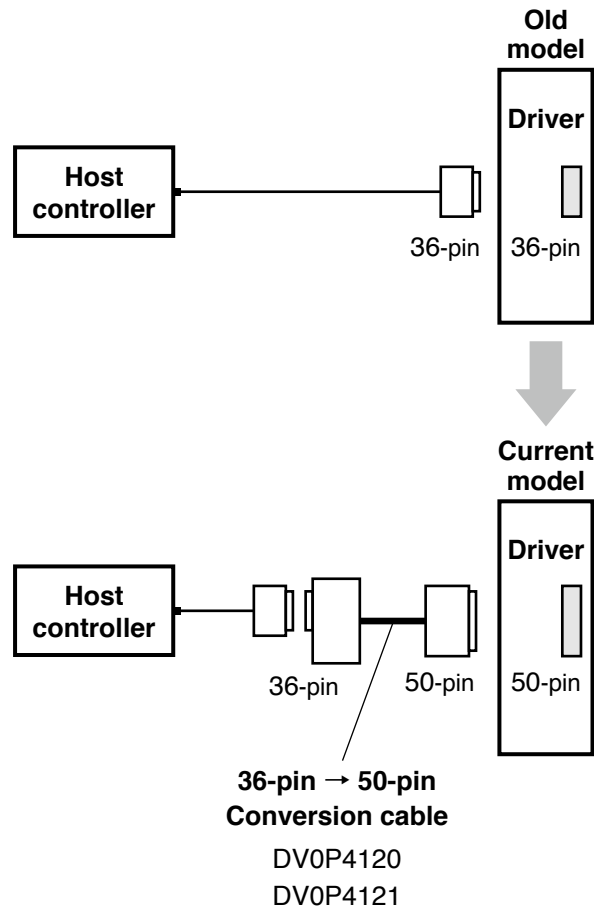 Old
model
Driver
Host
controller
36-pin
36-pin
Current
model
Driver
Host
controller
36-pin
50-pin
50-pin
36-pin → 50-pin
Conversion cable
DV0P4120
DV0P4121